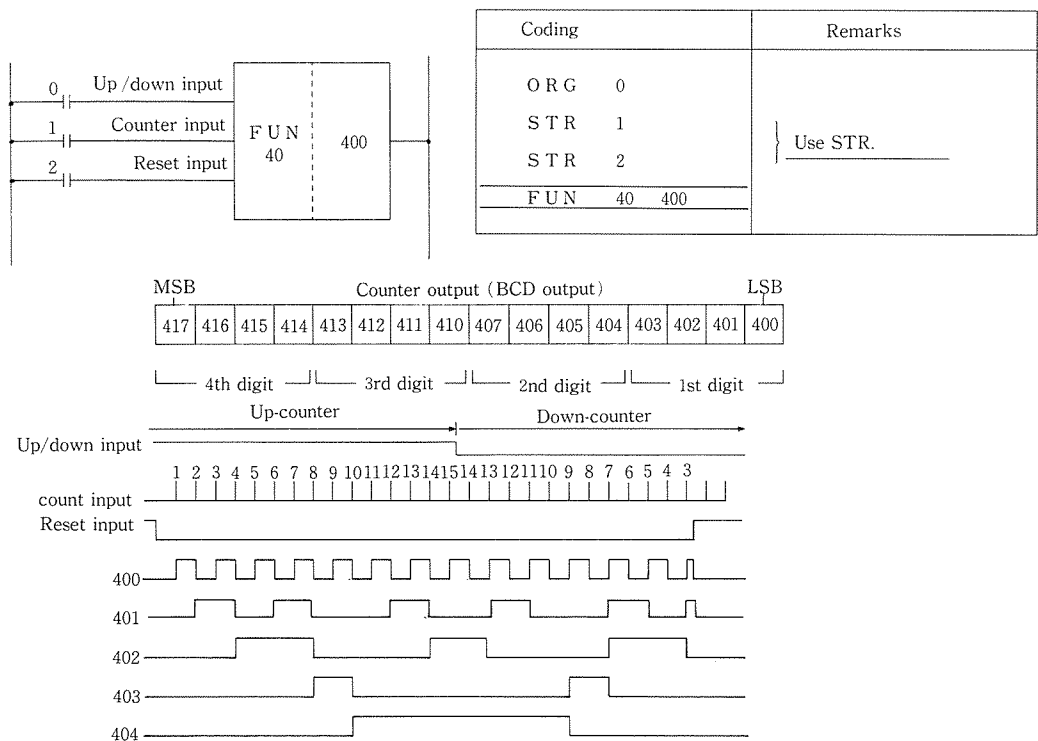 Coding Remarks
0 Up/down input
1 Counter input
2 Reset input
FUN 40 400
ORG 0
STR 1
STR 2
Use STR.
FUN 40 400
MSB Counter output (BCD output) LSB
417 416 415 414 413 412 411 410 407 406 405 404 403 402 401 400
4th digit 3rd digit 2nd digit 1st digit
Up-counter Down-counter
Up/down input
1 2 3 4 5 6 7 8 9 10 11 12 13 14 15 14 13 12 11 10 9 8 7 6 5 4 3
count input
Reset input
400
401
402
403
404